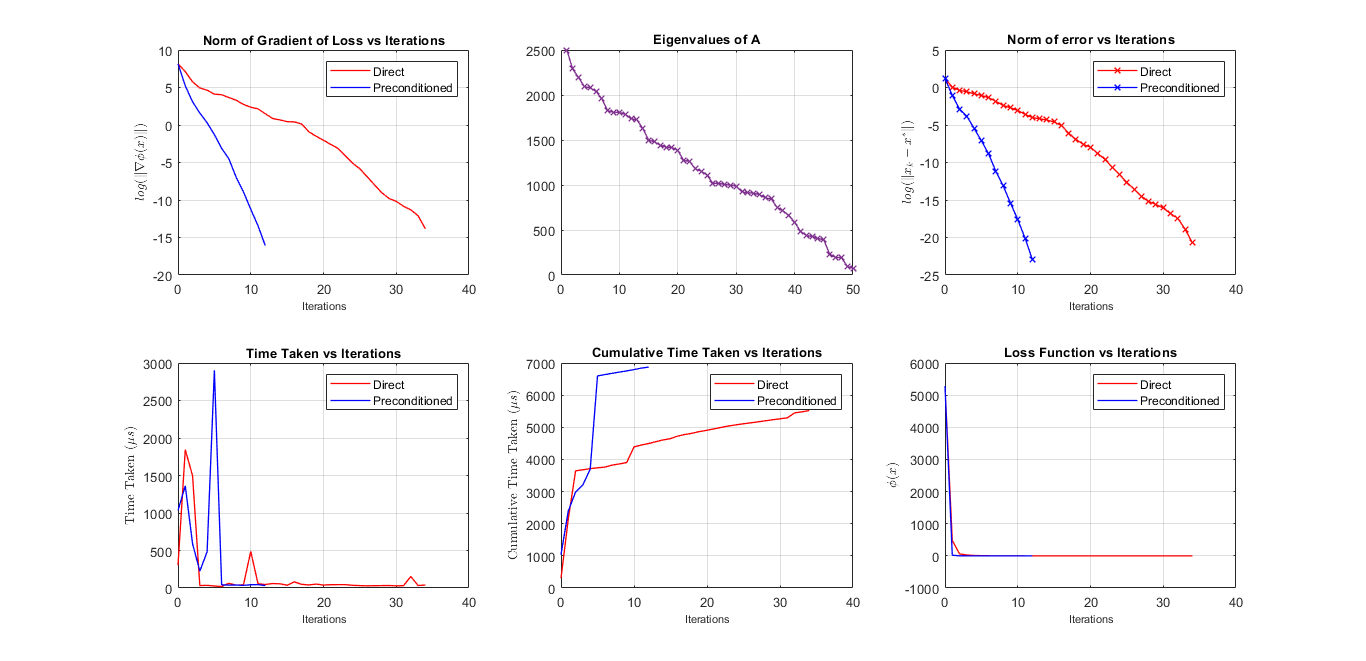 Norm of Gradient of Loss vs Iterations
log(‖∇ϕ(x)‖)
10
5
0
-5
-10
-15
-20
0 10 20 30 40
Iterations
Direct
Preconditioned
Eigenvalues of A
2500
2000
1500
1000
500
0
0 10 20 30 40 50
Norm of error vs Iterations
log(‖x_k − x*‖)
5
0
-5
-10
-15
-20
-25
0 10 20 30 40
Iterations
Direct
Preconditioned
Time Taken vs Iterations
Time Taken (μs)
3000
2500
2000
1500
1000
500
0
0 10 20 30 40
Iterations
Direct
Preconditioned
Cumulative Time Taken vs Iterations
Cumulative Time Taken (μs)
7000
6000
5000
4000
3000
2000
1000
0
0 10 20 30 40
Iterations
Direct
Preconditioned
Loss Function vs Iterations
ϕ(x)
6000
5000
4000
3000
2000
1000
0
-1000
0 10 20 30 40
Iterations
Direct
Preconditioned